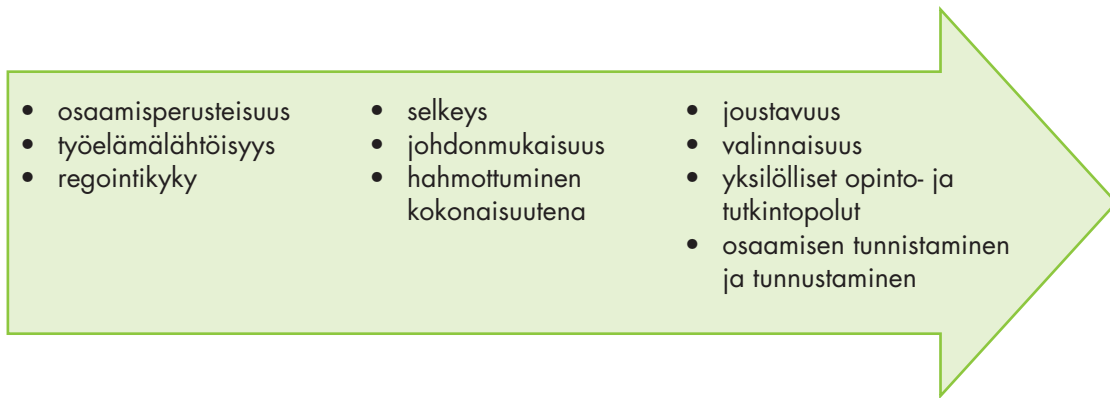 • osaamisperusteisuus
• työelämälähtöisyys
• regointikyky
• selkeys
• johdonmukaisuus
• hahmottuminen
kokonaisuutena
• joustavuus
• valinnaisuus
• yksilölliset opinto- ja
tutkintopolut
• osaamisen tunnistaminen
ja tunnustaminen